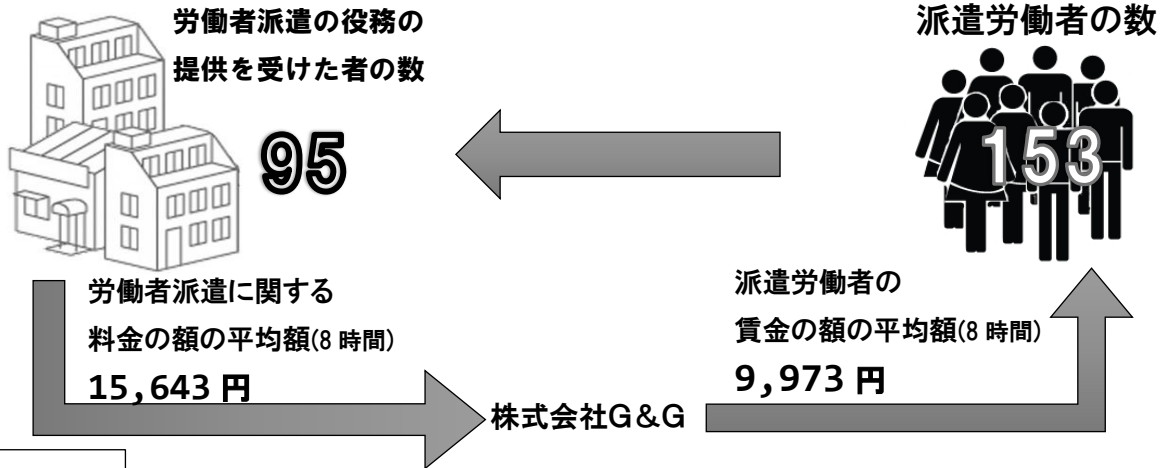 労働者派遣の役務の
提供を受けた者の数
95
派遣労働者の数
153
労働者派遣に関する
料金の額の平均額(8 時間)
15,643 円
派遣労働者の
賃金の額の平均額(8 時間)
9,973 円
株式会社G&G